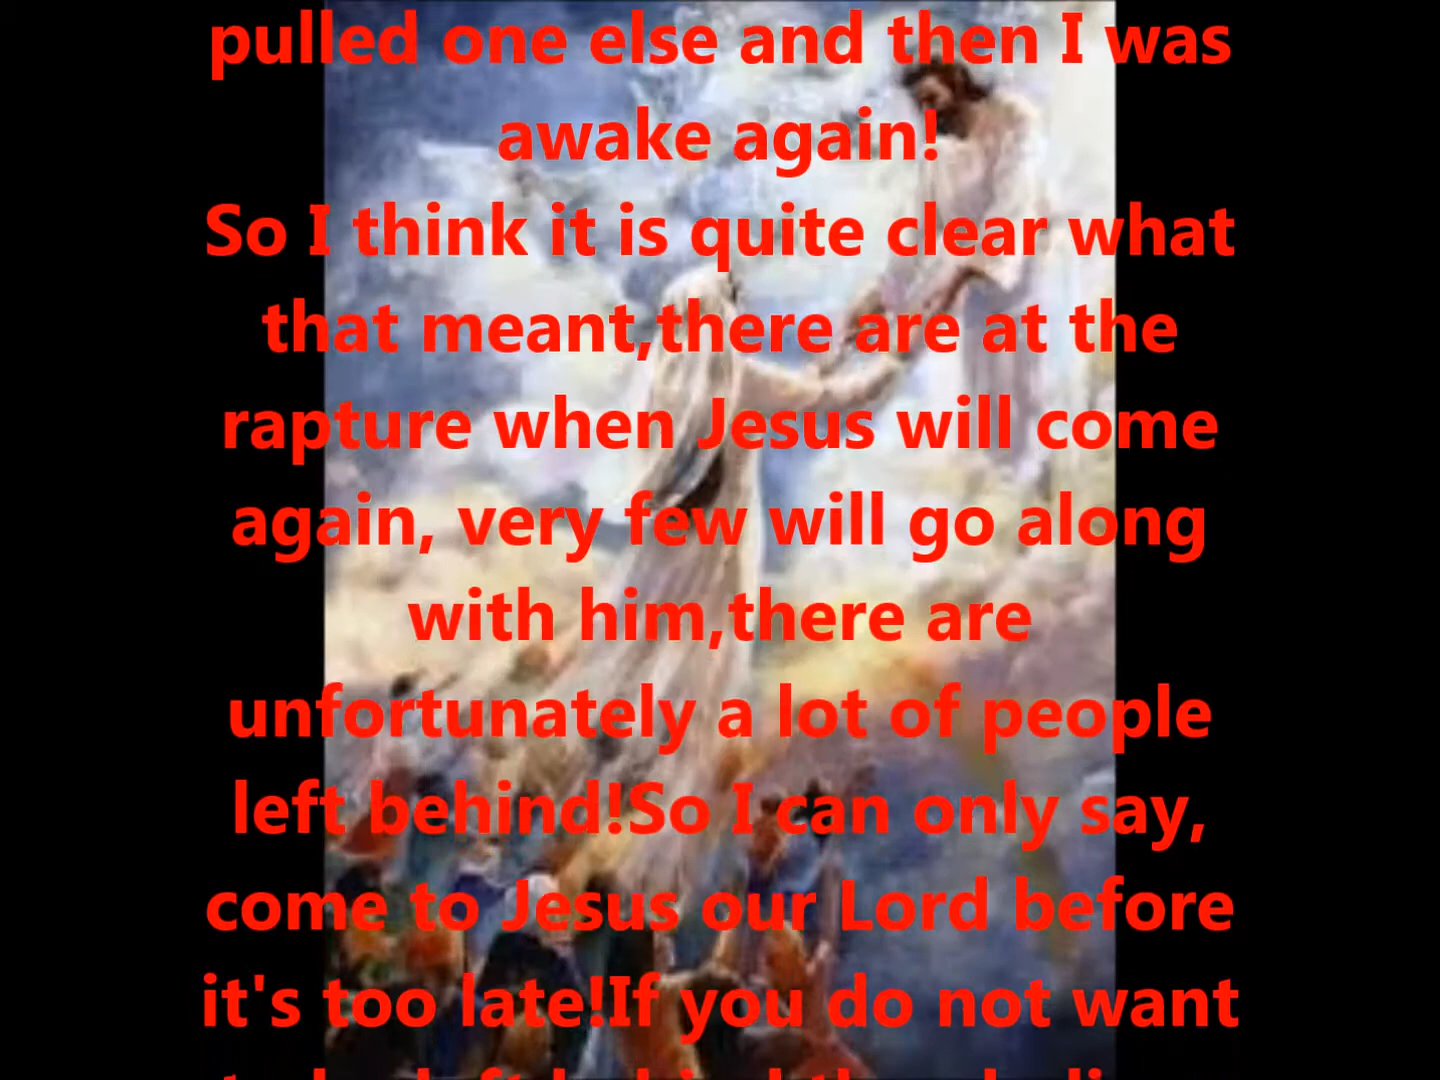 pulled one else and then I was
awake again!
So I think it is quite clear what
that meant,there are at the
rapture when Jesus will come
again, very few will go along
with him,there are
unfortunately a lot of people
left behind!So I can only say,
come to Jesus our Lord before
it's too late!If you do not want